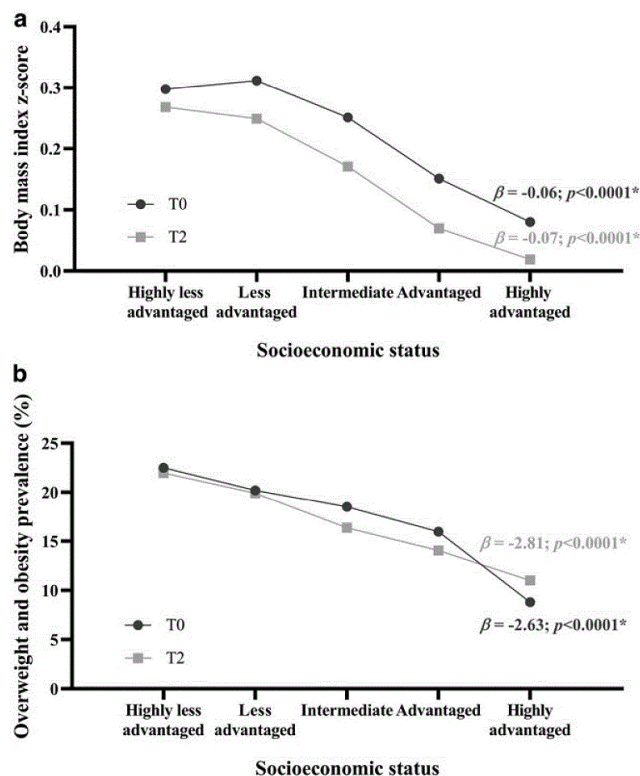 a
Body mass index z-score
0.4
0.3
0.2
0.1
0.0
T0
T2
β = -0.06; p<0.0001*
β = -0.07; p<0.0001*
Highly less advantaged
Less advantaged
Intermediate
Advantaged
Highly advantaged
Socioeconomic status
b
Overweight and obesity prevalence (%)
25
20
15
10
5
0
β = -2.81; p<0.0001*
β = -2.63; p<0.0001*
T0
T2
Highly less advantaged
Less advantaged
Intermediate
Advantaged
Highly advantaged
Socioeconomic status